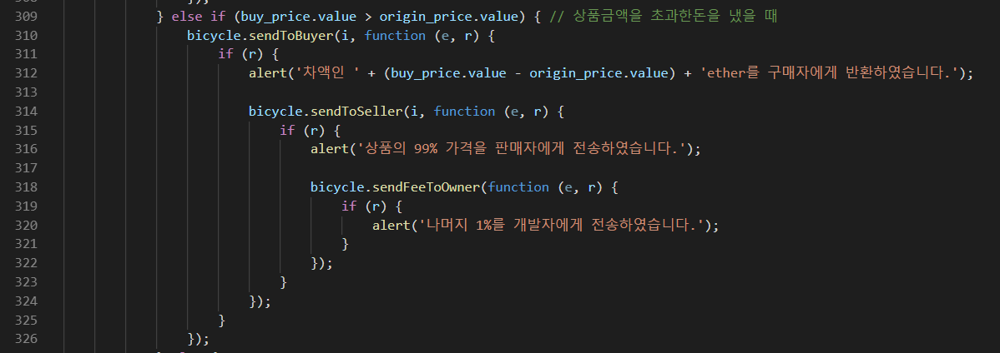 309 } else if (buy_price.value > origin_price.value) { // 상품금액을 초과한돈을 냈을 때
310 bicycle.sendToBuyer(i, function (e, r) {
311 if (r) {
312 alert('차액인 ' + (buy_price.value - origin_price.value) + 'ether를 구매자에게 반환하였습니다.');
313
314 bicycle.sendToSeller(i, function (e, r) {
315 if (r) {
316 alert('상품의 99% 가격을 판매자에게 전송하였습니다.');
317
318 bicycle.sendFeeToOwner(function (e, r) {
319 if (r) {
320 alert('나머지 1%를 개발자에게 전송하였습니다.');
321 }
322 });
323 }
324 });
325 }
326 });